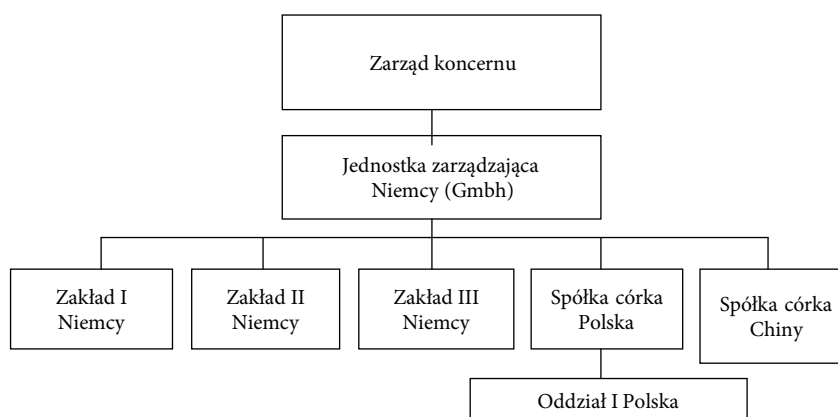 Zarząd koncernu
Jednostka zarządzająca
Niemcy (Gmbh)
Zakład I
Niemcy
Zakład II
Niemcy
Zakład III
Niemcy
Spółka córka
Polska
Spółka córka
Chiny
Oddział I Polska